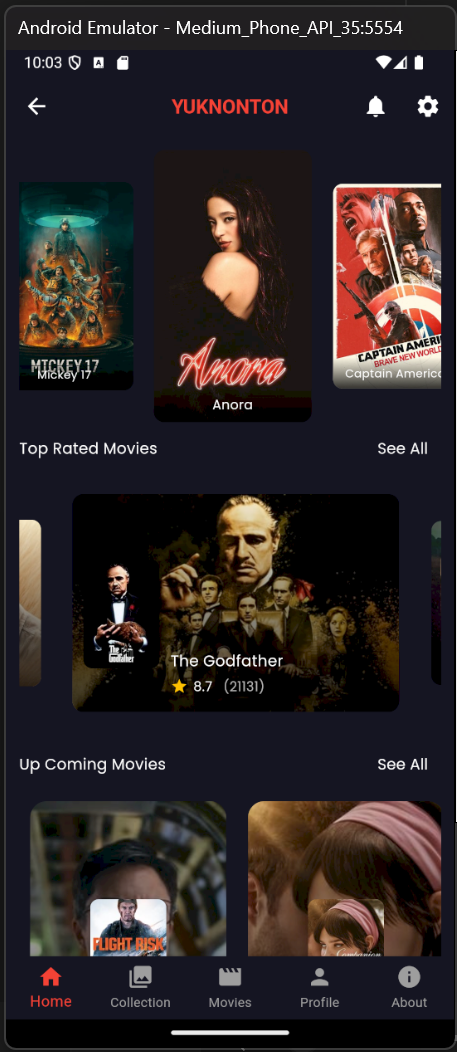 Android Emulator - Medium_Phone_API_35:5554
10:03
YUKNONTON
MICKEY 17
Mickey 17
Anora
Anora
CAPTAIN AMERI
BRAVE NEW WORL
Captain America
Top Rated Movies
See All
The
Godfather
The Godfather
8.7 (21131)
Up Coming Movies
See All
FLIGHT RISK
Companion
Home
Collection
Movies
Profile
About